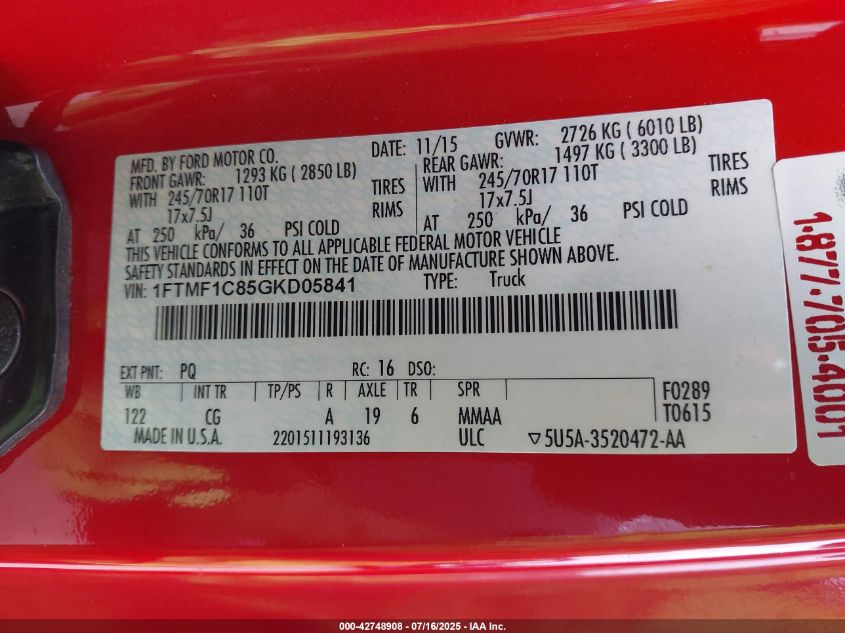 MFD. BY FORD MOTOR CO.
DATE: 11/15 GVWR: 2726 KG ( 6010 LB)
FRONT GAWR: 1293 KG ( 2850 LB)
REAR GAWR: 1497 KG ( 3300 LB)
WITH 245/70R17 110T TIRES
WITH 245/70R17 110T TIRES
17x7.5J RIMS
17x7.5J RIMS
AT 250 kPa/ 36 PSI COLD
AT 250 kPa/ 36 PSI COLD
THIS VEHICLE CONFORMS TO ALL APPLICABLE FEDERAL MOTOR VEHICLE
SAFETY STANDARDS IN EFFECT ON THE DATE OF MANUFACTURE SHOWN ABOVE.
VIN: 1FTMF1C85GKD05841 TYPE: Truck
EXT PNT: PQ RC: 16 DSO:
WB INT TR TP/PS R AXLE TR SPR F0289
122 CG A 19 6 MMAA T0615
MADE IN U.S.A. 2201511193136 ULC ▽5U5A-3520472-AA
1-877-705-4001
000-42748908 - 07/16/2025 - IAA Inc.